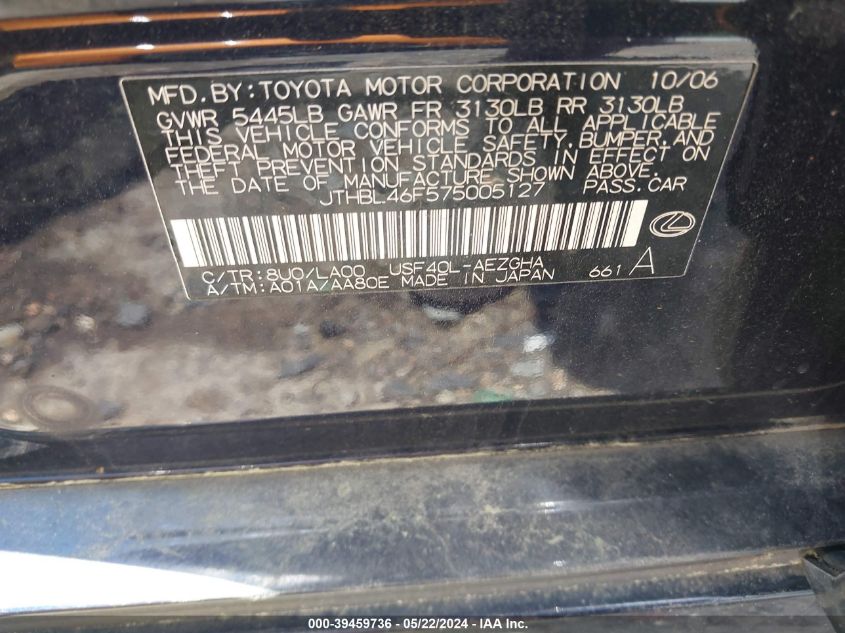 MFD. BY: TOYOTA MOTOR CORPORATION 10/06
GVWR 5445LB GAWR FR 3130LB RR 3130LB
THIS VEHICLE CONFORMS TO ALL APPLICABLE
FEDERAL MOTOR VEHICLE SAFETY, BUMPER, AND
THEFT PREVENTION STANDARDS IN EFFECT ON
THE DATE OF MANUFACTURE SHOWN ABOVE.
JTHBL46F575005127 PASS. CAR
C/TR: 8U0/LA00 USF40L-AEZGHA
A/TM: A01A/AA80E MADE IN JAPAN 661 A
000-39459736 - 05/22/2024 - IAA Inc.